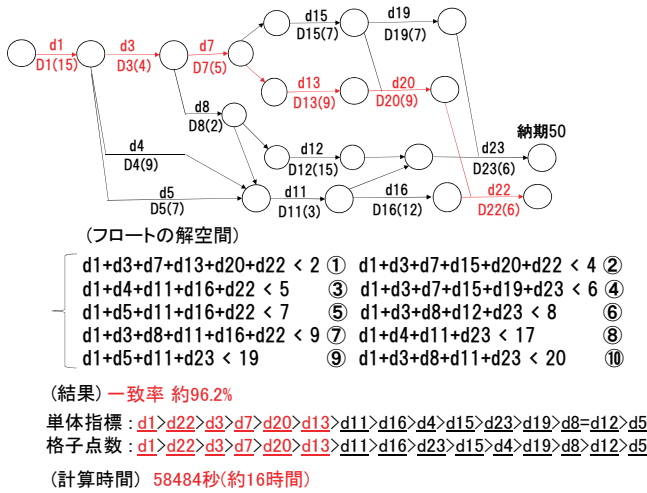 d15 d19
D15(7) D19(7)
d1 d3 d7
D1(15) D3(4) D7(5)
d13 d20
D13(9) D20(9)
d8
D8(2)
納期50
d4 d12 d23
D4(9) D12(15) D23(6)
d5 d11 d16 d22
D5(7) D11(3) D16(12) D22(6)
(フロートの解空間)
d1+d3+d7+d13+d20+d22 < 2 ① d1+d3+d7+d15+d20+d22 < 4 ②
d1+d4+d11+d16+d22 < 5 ③ d1+d3+d7+d15+d19+d23 < 6 ④
d1+d5+d11+d16+d22 < 7 ⑤ d1+d3+d8+d12+d23 < 8 ⑥
d1+d3+d8+d11+d16+d22 < 9 ⑦ d1+d4+d11+d23 < 17 ⑧
d1+d5+d11+d23 < 19 ⑨ d1+d3+d8+d11+d23 < 20 ⑩
(結果) 一致率 約96.2%
単体指標 : d1>d22>d3>d7>d20>d13>d11>d16>d4>d15>d23>d19>d8=d12>d5
格子点数 : d1>d22>d3>d7>d20>d13>d11>d16>d23>d15>d4>d19>d8>d12>d5
(計算時間) 58484秒(約16時間)